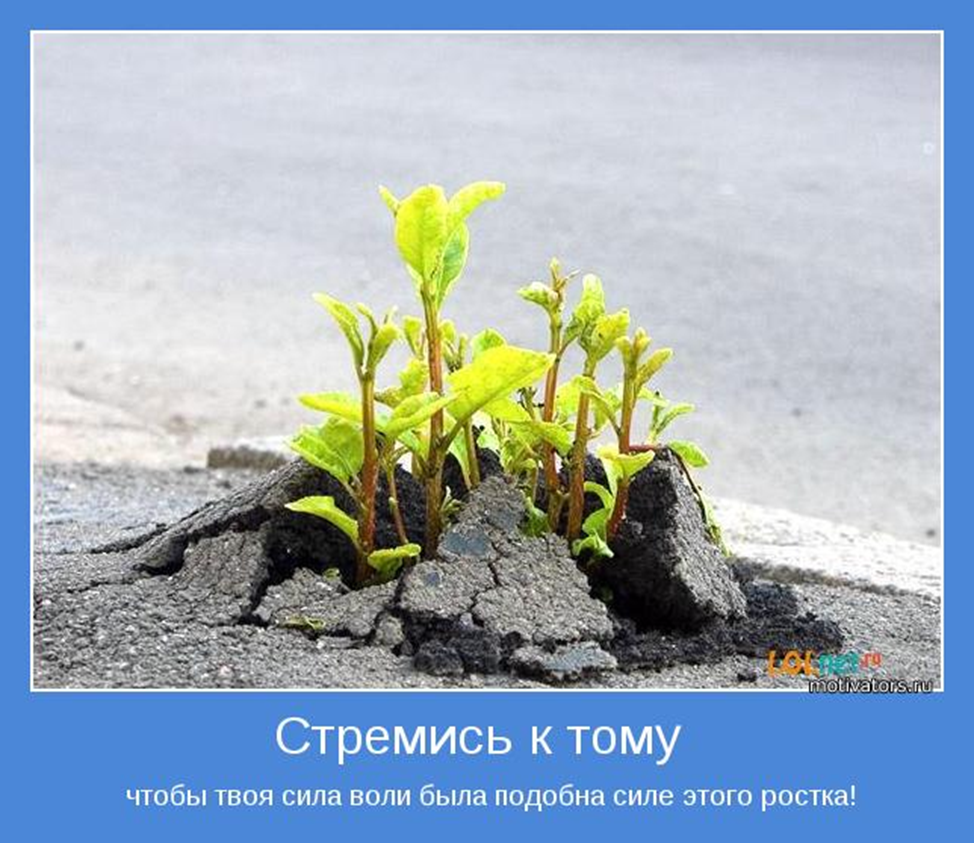 LOLnet.ru
motivators.ru
Стремись к тому
чтобы твоя сила воли была подобна силе этого ростка!